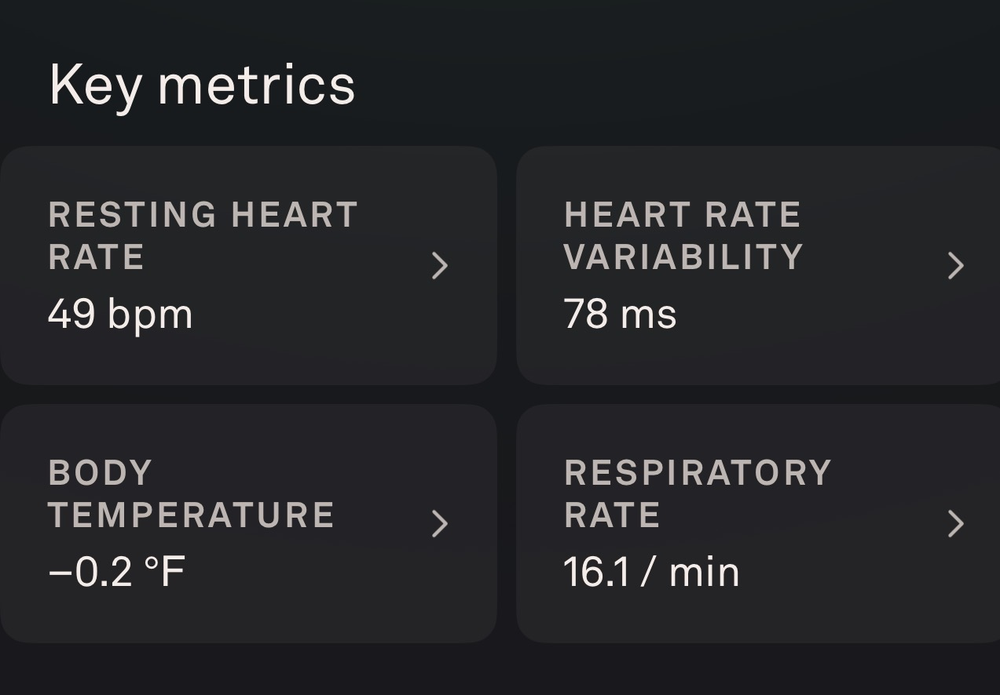 Key metrics
RESTING HEART
RATE
49 bpm
HEART RATE
VARIABILITY
78 ms
BODY
TEMPERATURE
−0.2 °F
RESPIRATORY
RATE
16.1 / min